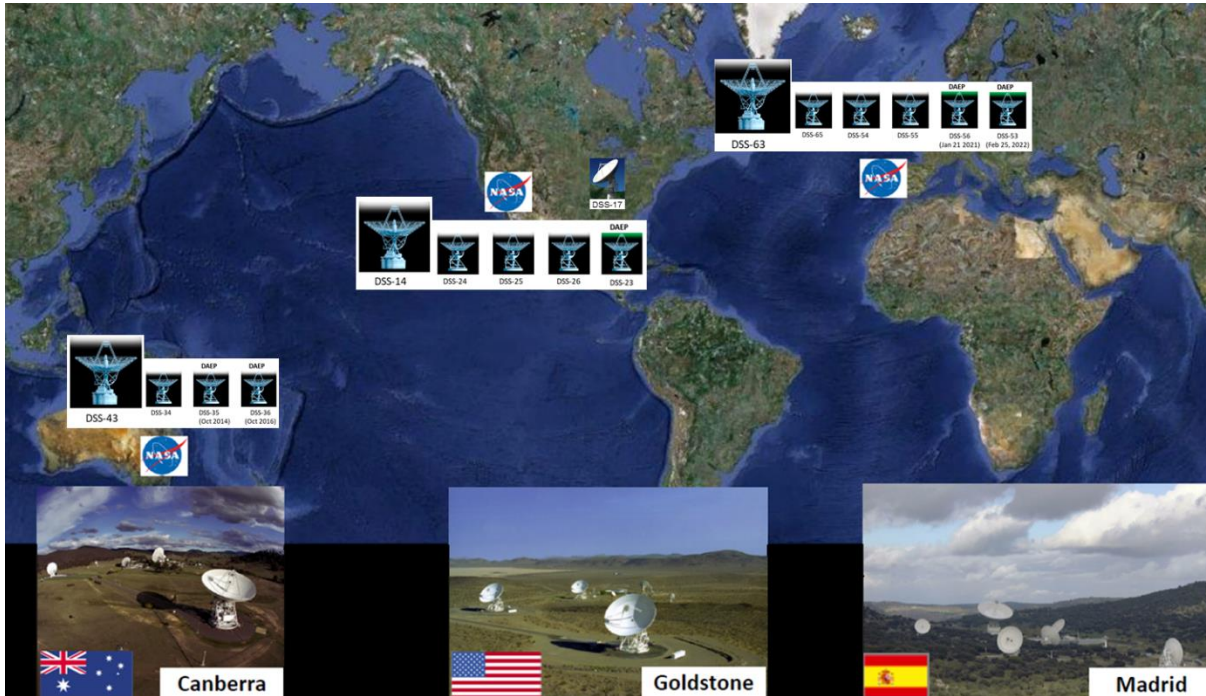 DAEP
DAEP
DSS-63
DSS-65
DSS-54
DSS-55
DSS-56
(Jan 21 2021)
DSS-53
(Feb 25, 2022)
NASA
NASA
DSS-17
DAEP
DSS-14
DSS-24
DSS-25
DSS-26
DSS-23
DAEP
DAEP
DSS-43
DSS-34
DSS-35
(Oct 2014)
DSS-36
(Oct 2016)
NASA
Canberra
Goldstone
Madrid